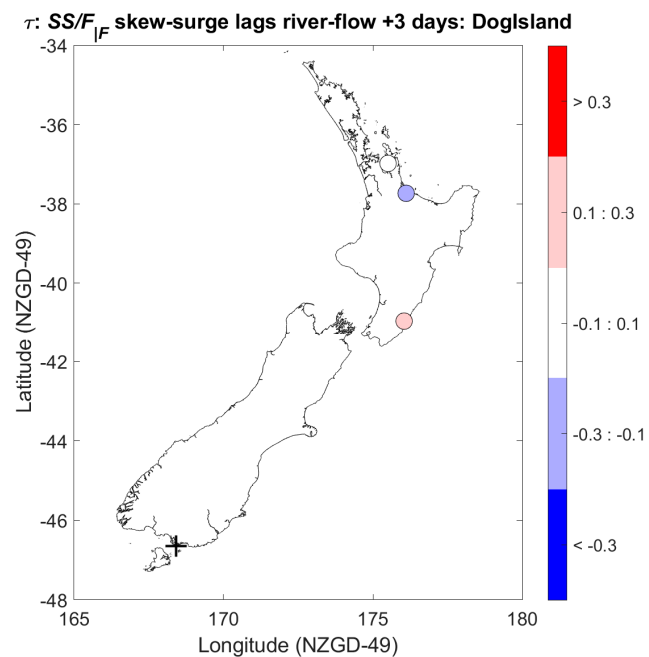 τ: SS/F|F skew-surge lags river-flow +3 days: DogIsland
-34
-36
-38
-40
-42
-44
-46
-48
165
170
175
180
Latitude (NZGD-49)
Longitude (NZGD-49)
> 0.3
0.1 : 0.3
-0.1 : 0.1
-0.3 : -0.1
< -0.3